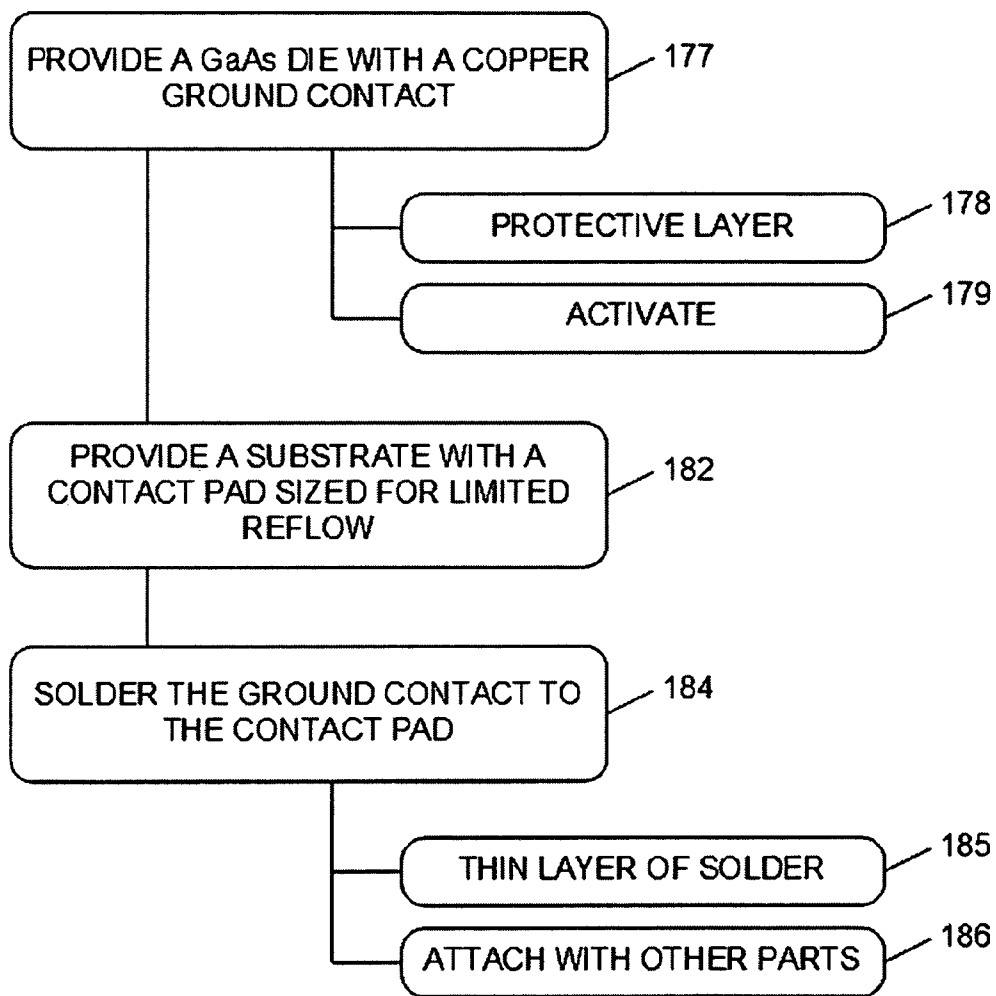 PROVIDE A GaAs DIE WITH A COPPER
GROUND CONTACT
177
PROTECTIVE LAYER
178
ACTIVATE
179
PROVIDE A SUBSTRATE WITH A
CONTACT PAD SIZED FOR LIMITED
REFLOW
182
SOLDER THE GROUND CONTACT TO
THE CONTACT PAD
184
THIN LAYER OF SOLDER
185
ATTACH WITH OTHER PARTS
186